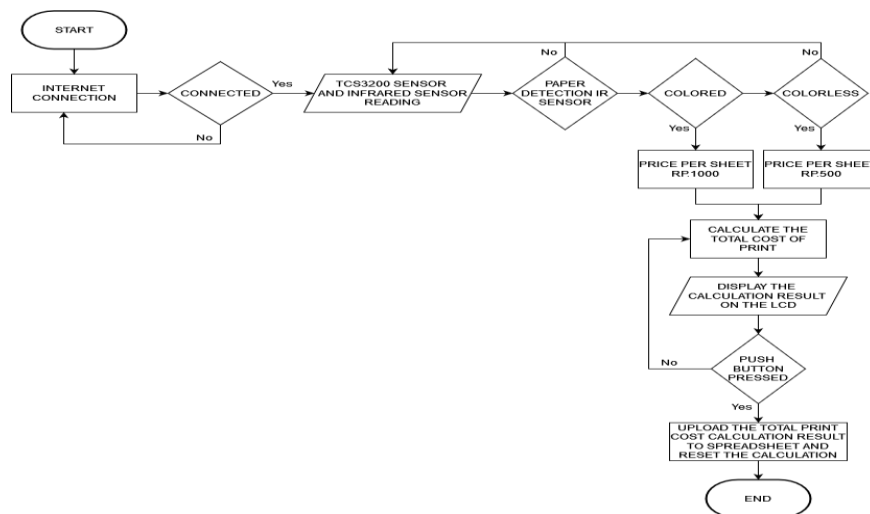 START
INTERNET
CONNECTION
CONNECTED
Yes
No
TCS3200 SENSOR
AND INFRARED SENSOR
READING
No
PAPER
DETECTION IR
SENSOR
COLORED
Yes
No
COLORLESS
Yes
PRICE PER SHEET
RP.1000
PRICE PER SHEET
RP.500
CALCULATE THE
TOTAL COST OF
PRINT
DISPLAY THE
CALCULATION RESULT
ON THE LCD
No
PUSH
BUTTON
PRESSED
Yes
UPLOAD THE TOTAL PRINT
COST CALCULATION RESULT
TO SPREADSHEET AND
RESET THE CALCULATION
END